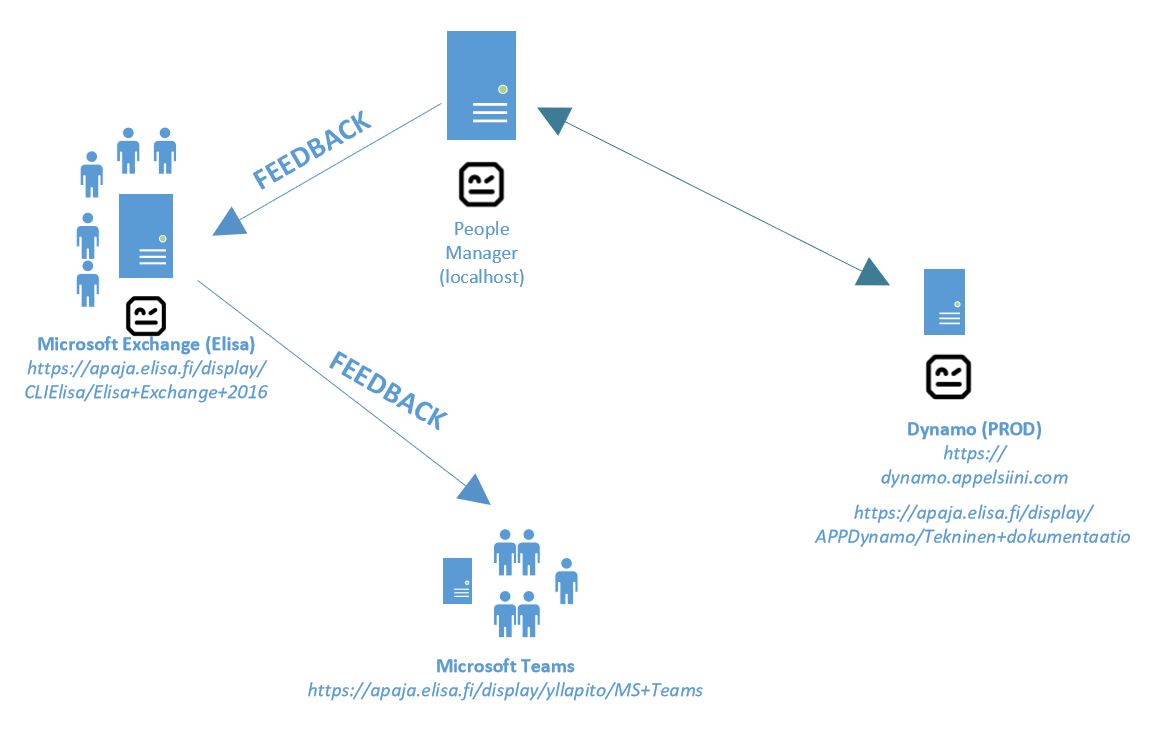 FEEDBACK
People
Manager
(localhost)
Microsoft Exchange (Elisa)
https://apaja.elisa.fi/display/
CLIElisa/Elisa+Exchange+2016
FEEDBACK
Dynamo (PROD)
https://
dynamo.appelsiini.com
https://apaja.elisa.fi/display/
APPDynamo/Tekninen+dokumentaatio
Microsoft Teams
https://apaja.elisa.fi/display/yllapito/MS+Teams